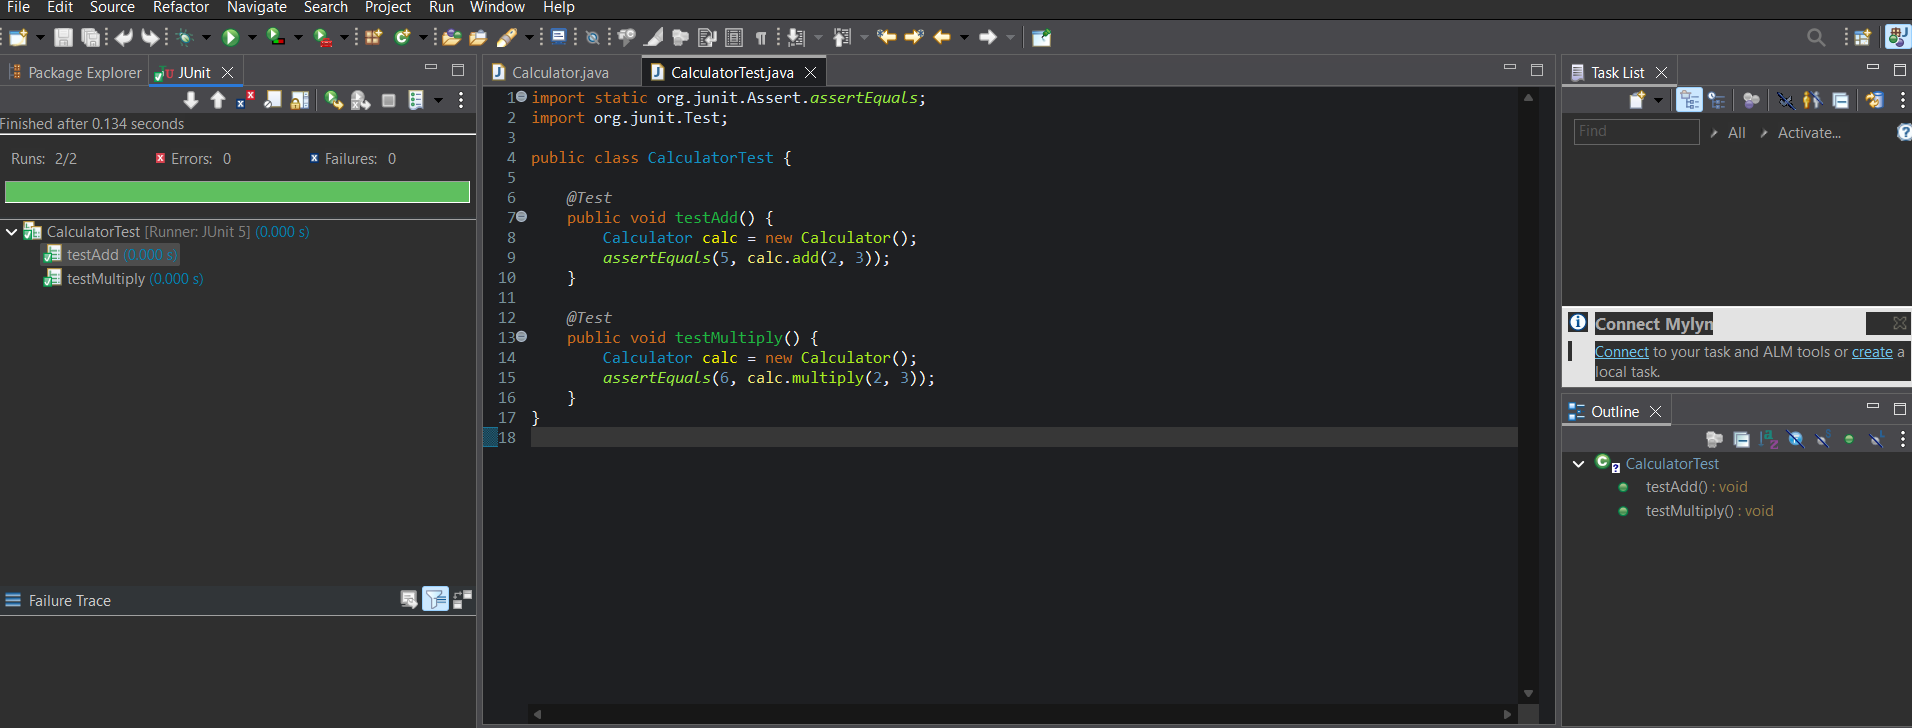 File Edit Source Refactor Navigate Search Project Run Window Help
Package Explorer JUnit
Finished after 0.134 seconds
Runs: 2/2 Errors: 0 Failures: 0
CalculatorTest [Runner: JUnit 5] (0.000 s)
testAdd (0.000 s)
testMultiply (0.000 s)
Failure Trace
Calculator.java CalculatorTest.java
1 import static org.junit.Assert.assertEquals;
2 import org.junit.Test;
3
4 public class CalculatorTest {
5
6 @Test
7 public void testAdd() {
8 Calculator calc = new Calculator();
9 assertEquals(5, calc.add(2, 3));
10 }
11
12 @Test
13 public void testMultiply() {
14 Calculator calc = new Calculator();
15 assertEquals(6, calc.multiply(2, 3));
16 }
17 }
18
Task List
Find All Activate...
Connect Mylyn
Connect to your task and ALM tools or create a
local task.
Outline
CalculatorTest
testAdd() : void
testMultiply() : void